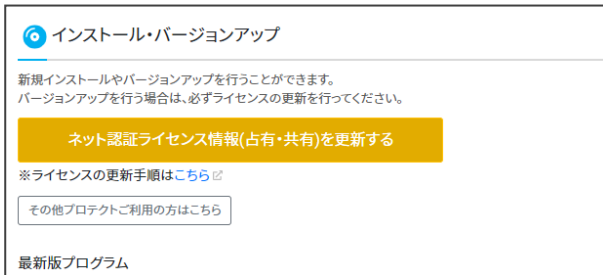 インストール・バージョンアップ
新規インストールやバージョンアップを行うことができます。
バージョンアップを行う場合は、必ずライセンスの更新を行ってください。
ネット認証ライセンス情報(占有・共有)を更新する
※ライセンスの更新手順はこちら
その他プロテクトご利用の方はこちら
最新版プログラム